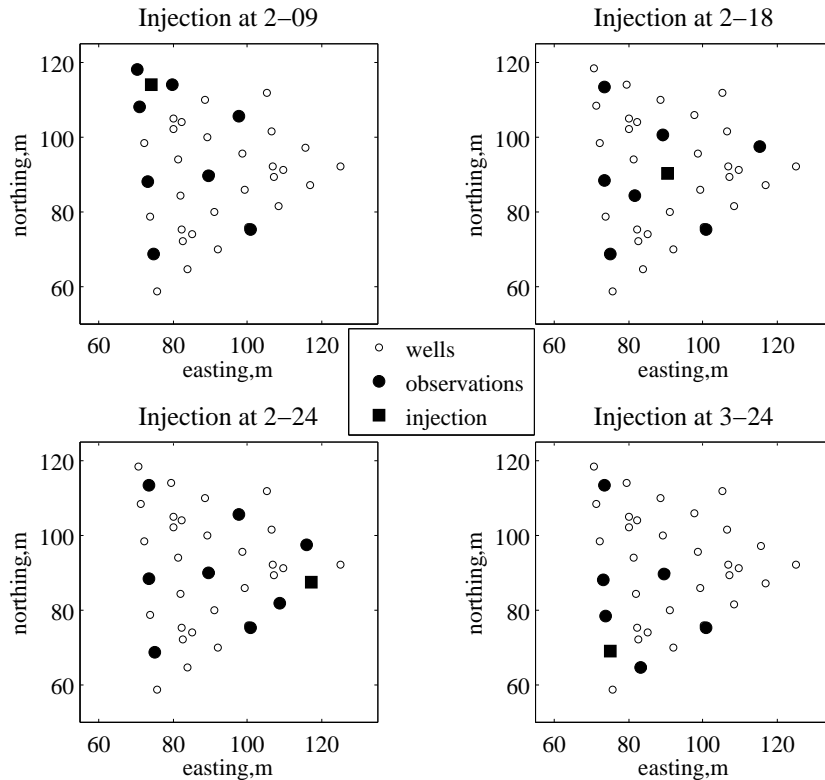 Injection at 2–09
120
100
80
60
northing,m
60 80 100 120
easting,m
Injection at 2–18
120
100
80
60
northing,m
60 80 100 120
easting,m
wells
observations
injection
Injection at 2–24
120
100
80
60
northing,m
60 80 100 120
easting,m
Injection at 3–24
120
100
80
60
northing,m
60 80 100 120
easting,m